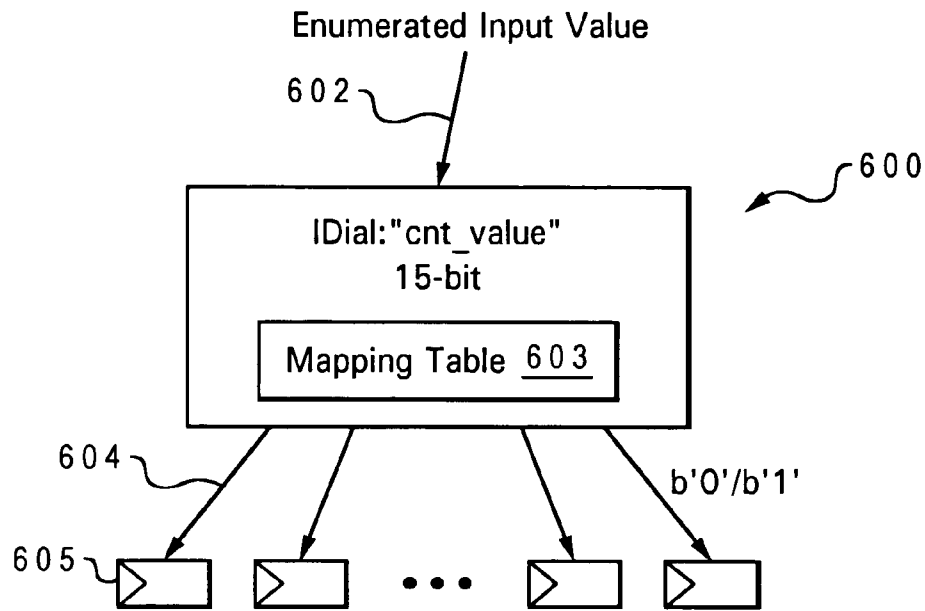 Enumerated Input Value
602
600
IDial:"cnt_value"
15-bit
Mapping Table 603
604
b'0'/b'1'
605